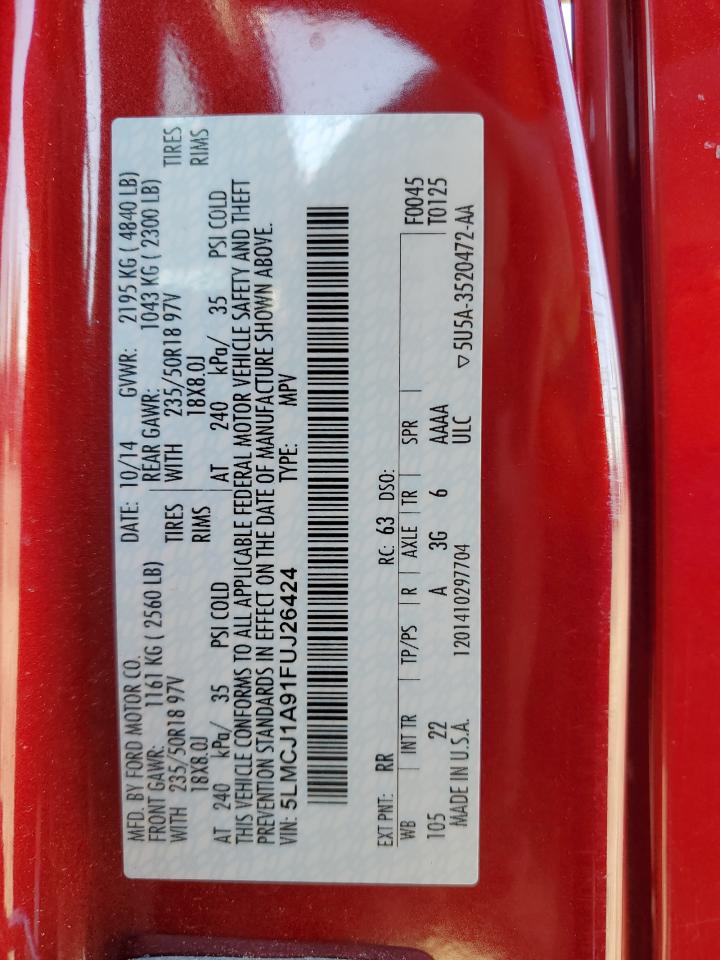 MFD. BY FORD MOTOR CO. DATE: 10/14 GVWR: 2195 KG ( 4840 LB)
FRONT GAWR: 1161 KG ( 2560 LB) REAR GAWR: 1043 KG ( 2300 LB)
WITH 235/50R18 97V TIRES WITH 235/50R18 97V TIRES
18X8.0J RIMS 18X8.0J RIMS
AT 240 kPa/ 35 PSI COLD AT 240 kPa/ 35 PSI COLD
THIS VEHICLE CONFORMS TO ALL APPLICABLE FEDERAL MOTOR VEHICLE SAFETY AND THEFT
PREVENTION STANDARDS IN EFFECT ON THE DATE OF MANUFACTURE SHOWN ABOVE.
VIN: 5LMCJ1A91FUJ26424 TYPE: MPV
EXT PNT: RR RC: 63 DSO:
WB INT TR TP/PS R AXLE TR SPR F0045
105 22 A 3G 6 AAAA T0125
MADE IN U.S.A. 1201410297704 ULC ▽5U5A-3520472-AA